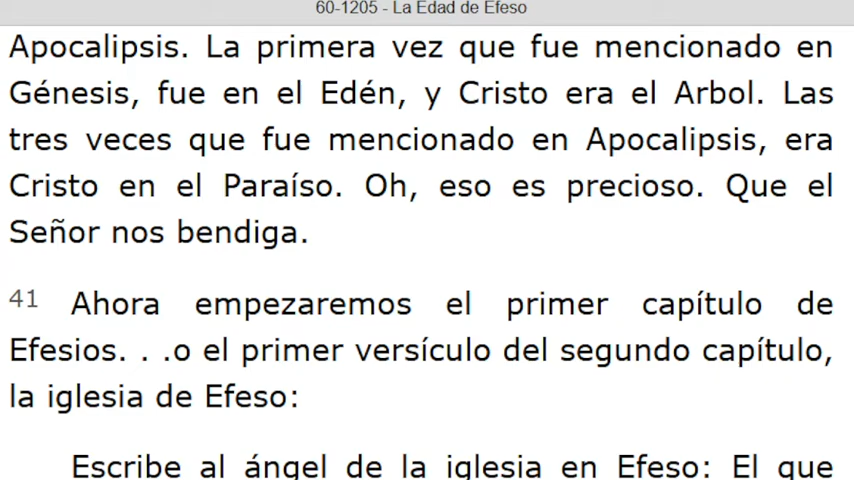 60-1205 - La Edad de Efeso
Apocalipsis. La primera vez que fue mencionado en
Génesis, fue en el Edén, y Cristo era el Arbol. Las
tres veces que fue mencionado en Apocalipsis, era
Cristo en el Paraíso. Oh, eso es precioso. Que el
Señor nos bendiga.
41 Ahora empezaremos el primer capítulo de
Efesios. . .o el primer versículo del segundo capítulo,
la iglesia de Efeso:
Escribe al ángel de la iglesia en Efeso: El que